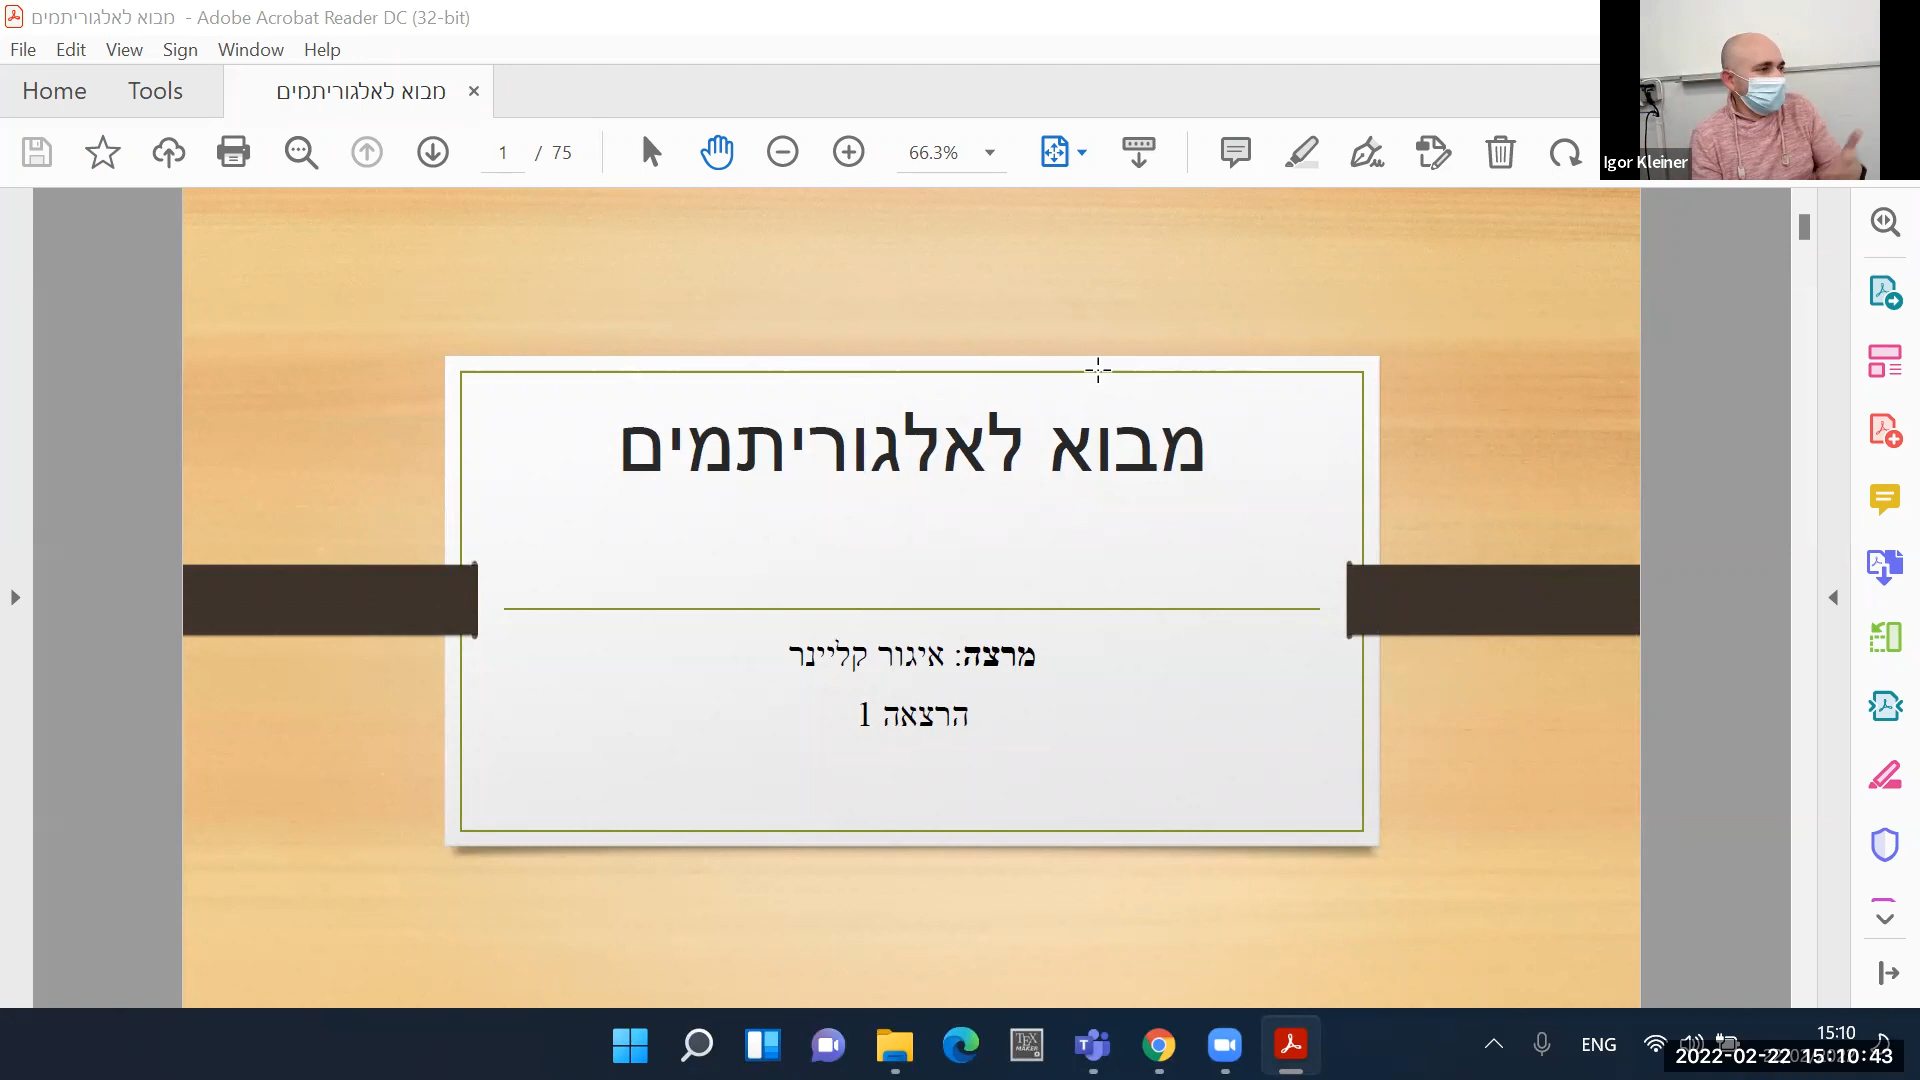 מבוא לאלגוריתמים - Adobe Acrobat Reader DC (32-bit)
File Edit View Sign Window Help
Home Tools מבוא לאלגוריתמים ×
1 / 75 66.3%
Igor Kleiner
מבוא לאלגוריתמים
מרצה: איגור קליינר
הרצאה 1
TEX
MAKER
ENG
15:10
2022-02-22 15:10:43